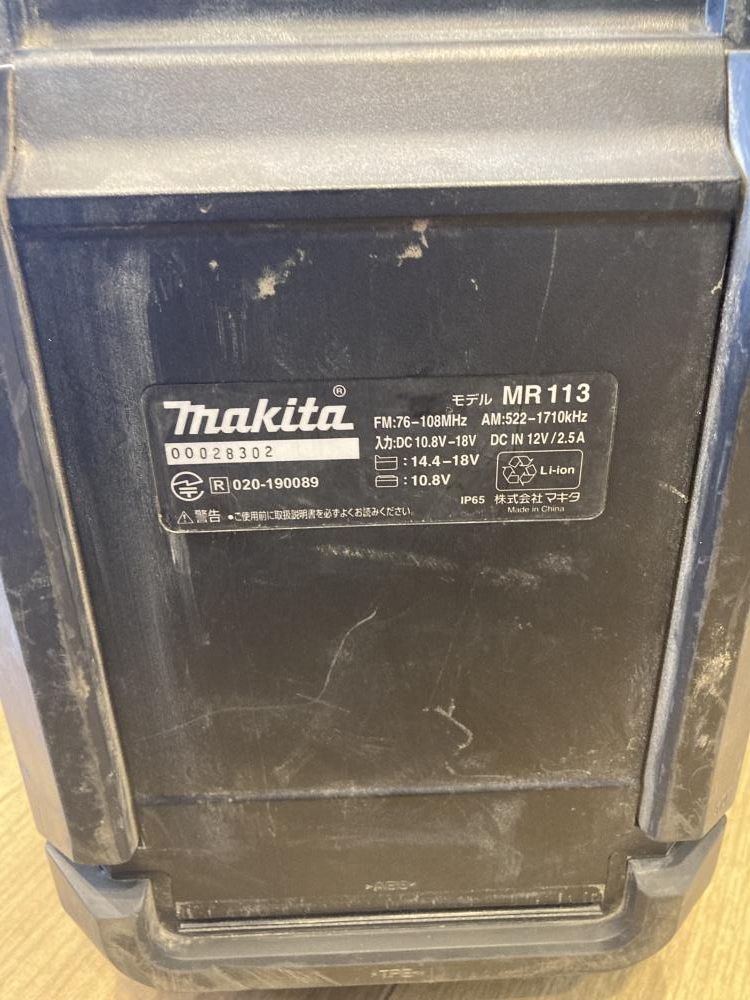 makita®
モデル MR113
00028302
FM:76-108MHz AM:522-1710kHz
入力:DC10.8V-18V DC IN 12V/2.5A
:14.4-18V
:10.8V
Li-ion
R 020-190089
IP65 株式会社マキタ
Made in China
警告 •ご使用前に取扱説明書を必ずよくお読みください。
>ABS<
>TPE<